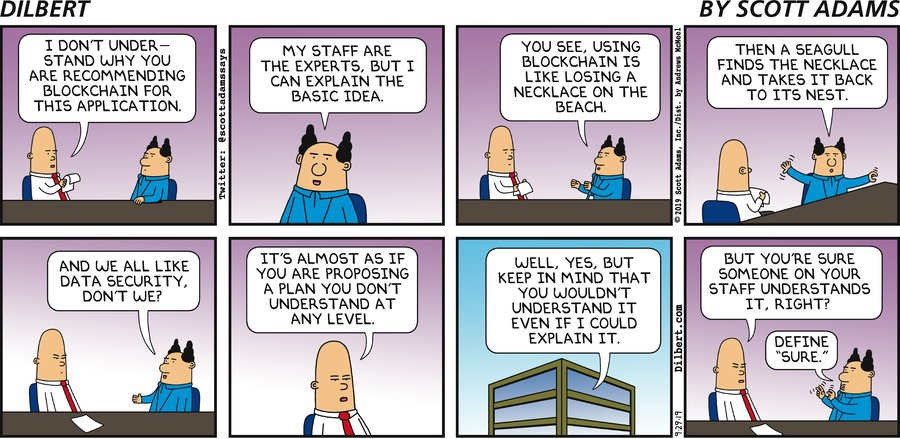 DILBERT
BY SCOTT ADAMS
I DON'T UNDER-
STAND WHY YOU
ARE RECOMMENDING
BLOCKCHAIN FOR
THIS APPLICATION.
Twitter: @scottadamssays
MY STAFF ARE
THE EXPERTS, BUT I
CAN EXPLAIN THE
BASIC IDEA.
YOU SEE, USING
BLOCKCHAIN IS
LIKE LOSING A
NECKLACE ON THE
BEACH.
© 2019 Scott Adams, Inc./Dist. by Andrews McMeel
THEN A SEAGULL
FINDS THE NECKLACE
AND TAKES IT BACK
TO ITS NEST.
AND WE ALL LIKE
DATA SECURITY,
DON'T WE?
IT'S ALMOST AS IF
YOU ARE PROPOSING
A PLAN YOU DON'T
UNDERSTAND AT
ANY LEVEL.
WELL, YES, BUT
KEEP IN MIND THAT
YOU WOULDN'T
UNDERSTAND IT
EVEN IF I COULD
EXPLAIN IT.
9-29-19
Dilbert.com
BUT YOU'RE SURE
SOMEONE ON YOUR
STAFF UNDERSTANDS
IT, RIGHT?
DEFINE
"SURE."